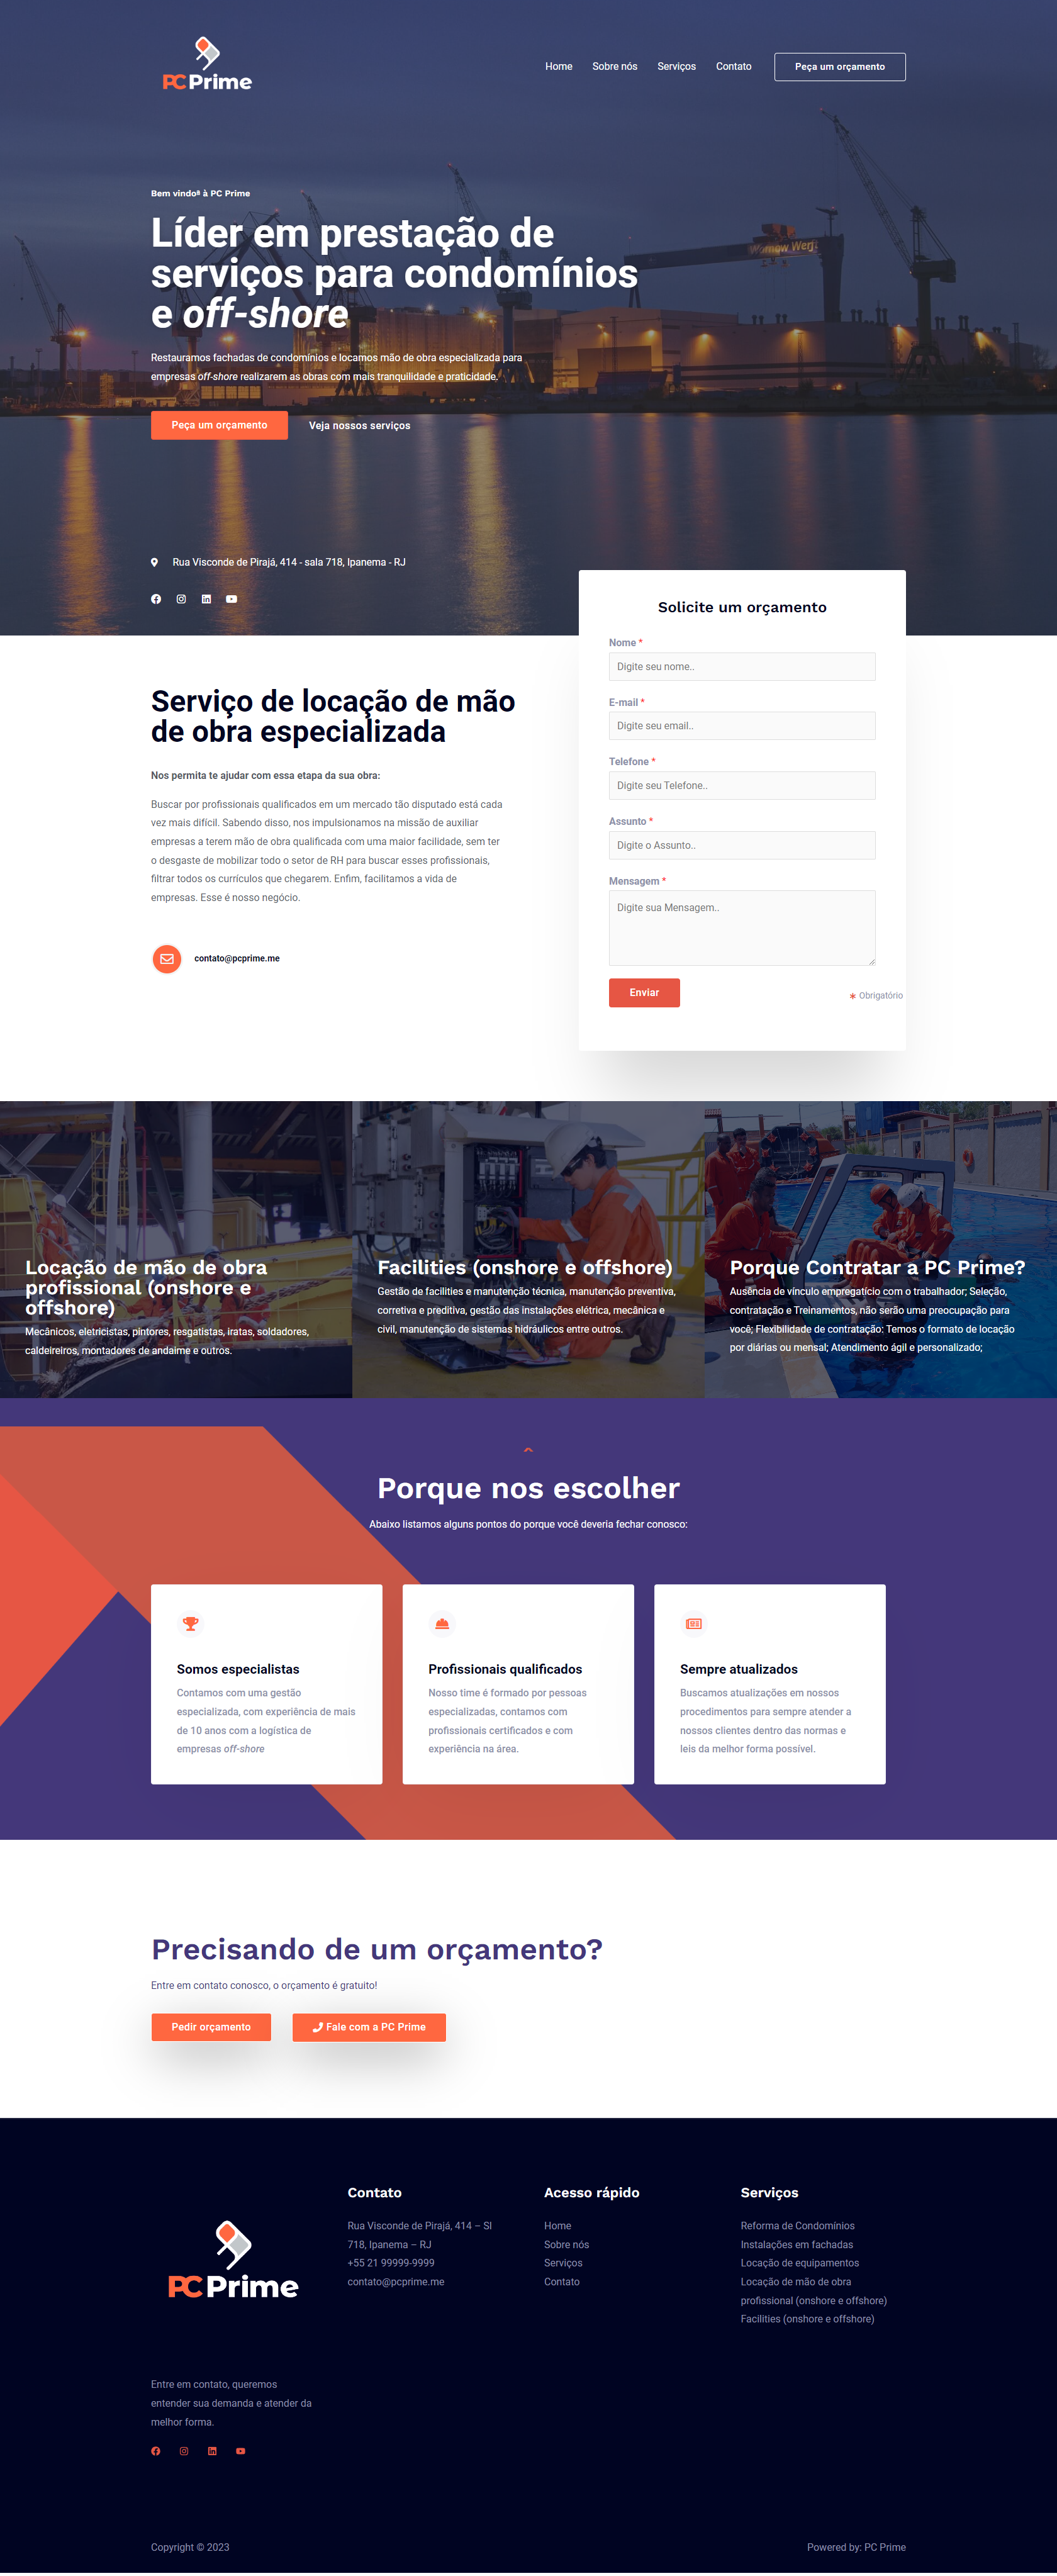 PC Prime
Home
Sobre nós
Serviços
Contato
Peça um orçamento
Bem vindoª à PC Prime
Líder em prestação de
serviços para condomínios
e off-shore
Restauramos fachadas de condomínios e locamos mão de obra especializada para
empresas off-shore realizarem as obras com mais tranquilidade e praticidade.
Peça um orçamento
Veja nossos serviços
Rua Visconde de Pirajá, 414 - sala 718, Ipanema - RJ
Solicite um orçamento
Nome *
Digite seu nome..
E-mail *
Digite seu email..
Telefone *
Digite seu Telefone..
Assunto *
Digite o Assunto..
Mensagem *
Digite sua Mensagem..
Enviar
* Obrigatório
Serviço de locação de mão
de obra especializada
Nos permita te ajudar com essa etapa da sua obra:
Buscar por profissionais qualificados em um mercado tão disputado está cada
vez mais difícil. Sabendo disso, nos impulsionamos na missão de auxiliar
empresas a terem mão de obra qualificada com uma maior facilidade, sem ter
o desgaste de mobilizar todo o setor de RH para buscar esses profissionais,
filtrar todos os currículos que chegarem. Enfim, facilitamos a vida de
empresas. Esse é nosso negócio.
contato@pcprime.me
Locação de mão de obra
profissional (onshore e
offshore)
Mecânicos, eletricistas, pintores, resgatistas, iratas, soldadores,
caldeireiros, montadores de andaime e outros.
Facilities (onshore e offshore)
Gestão de facilities e manutenção técnica, manutenção preventiva,
corretiva e preditiva, gestão das instalações elétrica, mecânica e
civil, manutenção de sistemas hidráulicos entre outros.
Porque Contratar a PC Prime?
Ausência de vínculo empregatício com o trabalhador; Seleção,
contratação e Treinamentos, não serão uma preocupação para
você; Flexibilidade de contratação: Temos o formato de locação
por diárias ou mensal; Atendimento ágil e personalizado;
Porque nos escolher
Abaixo listamos alguns pontos do porque você deveria fechar conosco:
Somos especialistas
Contamos com uma gestão
especializada, com experiência de mais
de 10 anos com a logística de
empresas off-shore
Profissionais qualificados
Nosso time é formado por pessoas
especializadas, contamos com
profissionais certificados e com
experiência na área.
Sempre atualizados
Buscamos atualizações em nossos
procedimentos para sempre atender a
nossos clientes dentro das normas e
leis da melhor forma possível.
Precisando de um orçamento?
Entre em contato conosco, o orçamento é gratuito!
Pedir orçamento
Fale com a PC Prime
PC Prime
Entre em contato, queremos
entender sua demanda e atender da
melhor forma.
Contato
Rua Visconde de Pirajá, 414 – Sl
718, Ipanema – RJ
+55 21 99999-9999
contato@pcprime.me
Acesso rápido
Home
Sobre nós
Serviços
Contato
Serviços
Reforma de Condomínios
Instalações em fachadas
Locação de equipamentos
Locação de mão de obra
profissional (onshore e offshore)
Facilities (onshore e offshore)
Copyright © 2023
Powered by: PC Prime